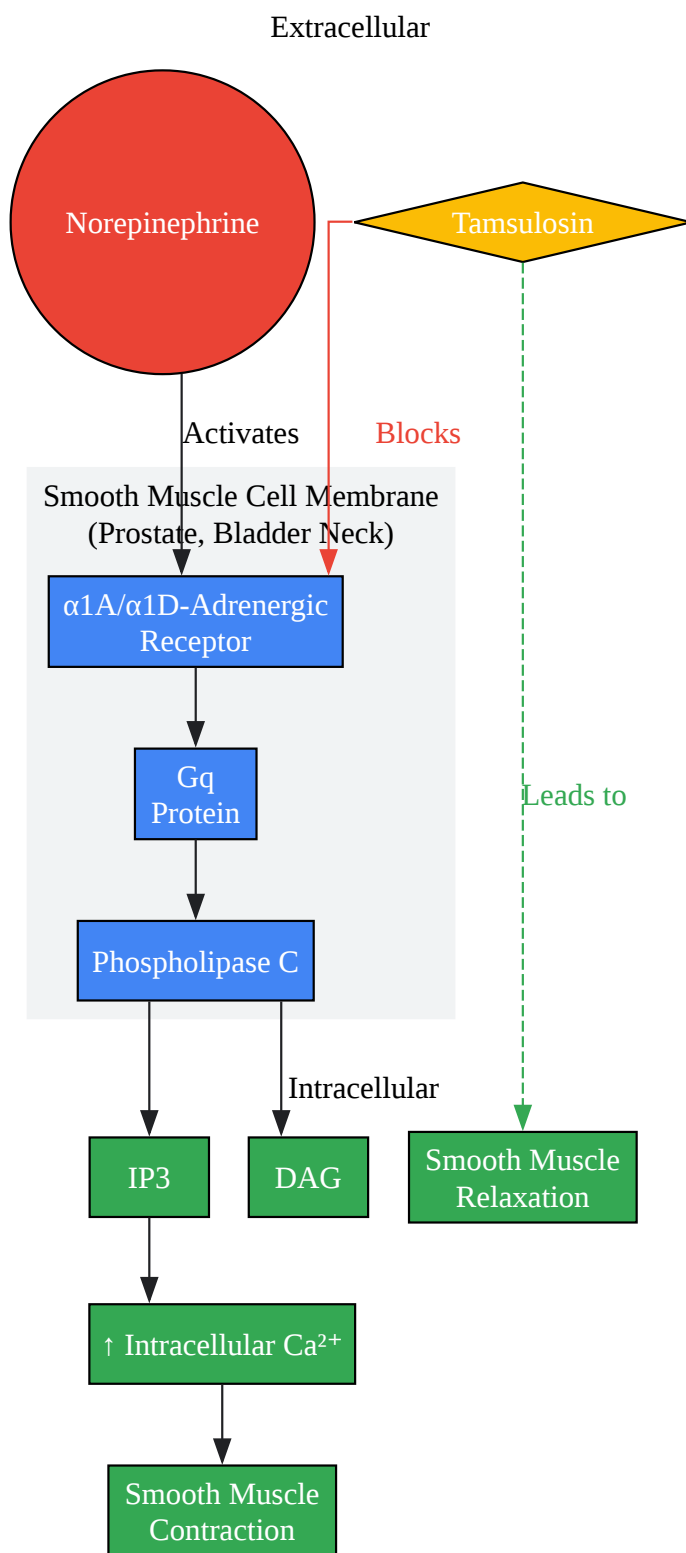 Extracellular
Norepinephrine
Tamsulosin
Activates
Blocks
Smooth Muscle Cell Membrane
(Prostate, Bladder Neck)
α1A/α1D-Adrenergic
Receptor
Gq
Protein
Leads to
Phospholipase C
Intracellular
IP3
DAG
Smooth Muscle
Relaxation
↑ Intracellular Ca²⁺
Smooth Muscle
Contraction